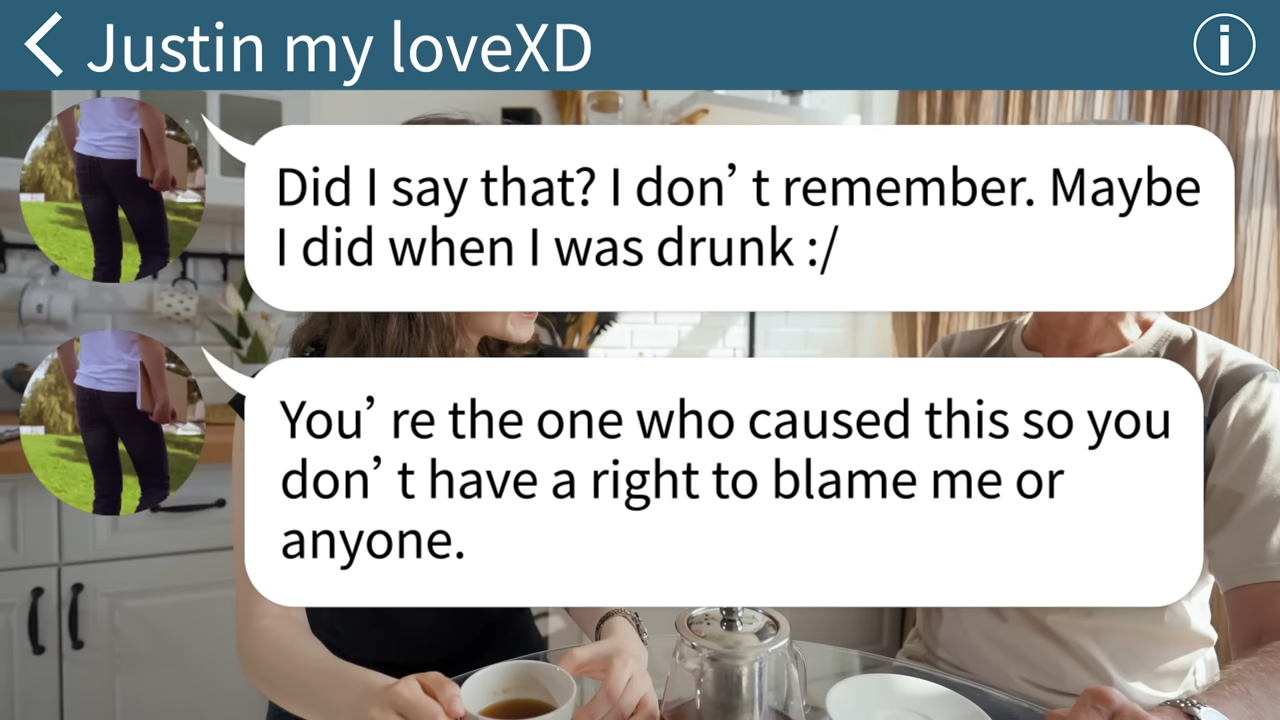 Justin my loveXD
Did I say that? I don’t remember. Maybe
I did when I was drunk :/
You’re the one who caused this so you
don’t have a right to blame me or
anyone.